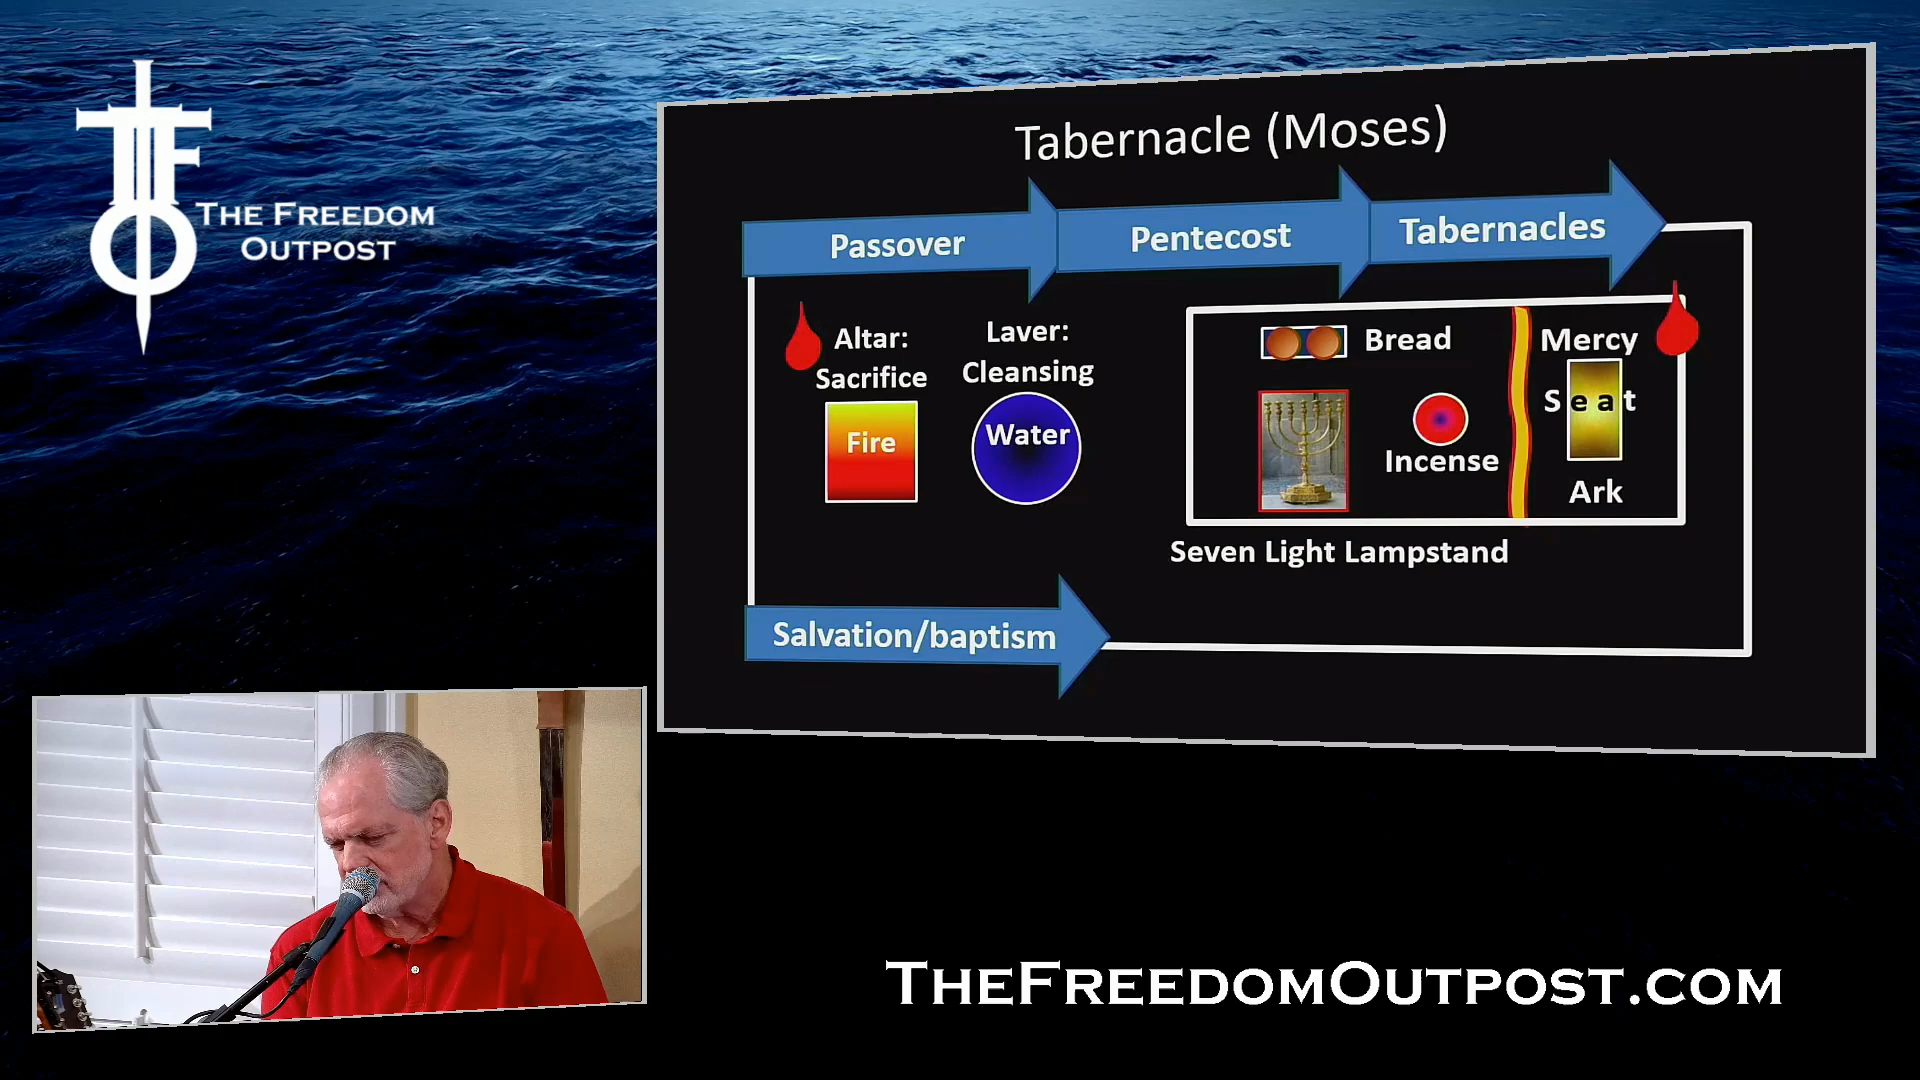 THE FREEDOM
OUTPOST
Tabernacle (Moses)
Passover
Pentecost
Tabernacles
Altar:
Sacrifice
Fire
Laver:
Cleansing
Water
Bread
Incense
Mercy
Seat
Ark
Seven Light Lampstand
Salvation/baptism
THEFREEDOMOUTPOST.COM